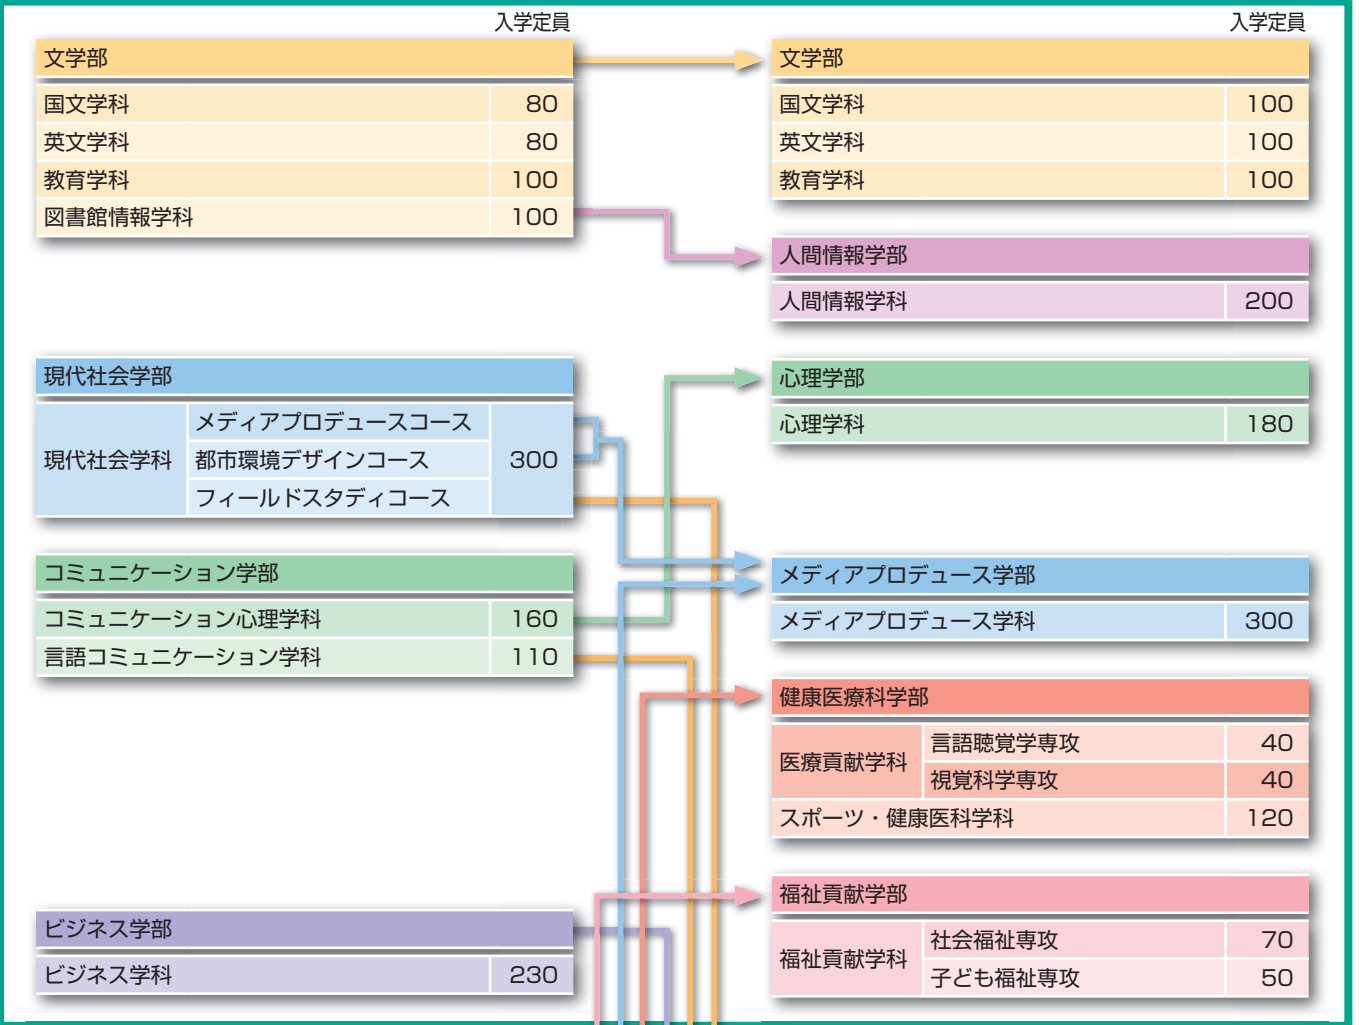 入学定員
文学部
国文学科 80
英文学科 80
教育学科 100
図書館情報学科 100
現代社会学部
現代社会学科
メディアプロデュースコース
都市環境デザインコース
フィールドスタディコース
300
コミュニケーション学部
コミュニケーション心理学科 160
言語コミュニケーション学科 110
ビジネス学部
ビジネス学科 230
入学定員
文学部
国文学科 100
英文学科 100
教育学科 100
人間情報学部
人間情報学科 200
心理学部
心理学科 180
メディアプロデュース学部
メディアプロデュース学科 300
健康医療科学部
医療貢献学科
言語聴覚学専攻 40
視覚科学専攻 40
スポーツ・健康医科学科 120
福祉貢献学部
福祉貢献学科
社会福祉専攻 70
子ども福祉専攻 50